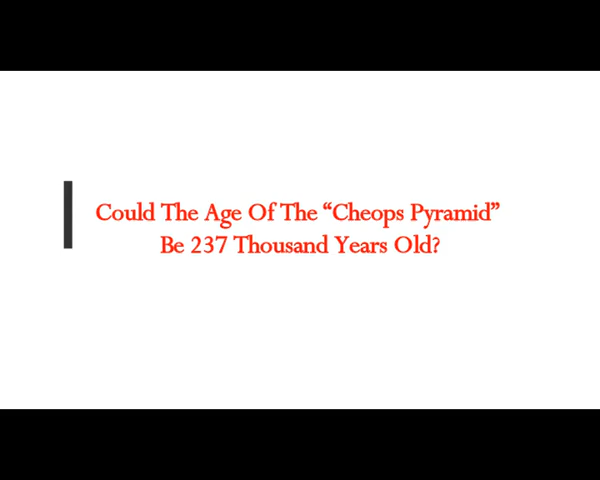 Could The Age Of The “Cheops Pyramid”
Be 237 Thousand Years Old?